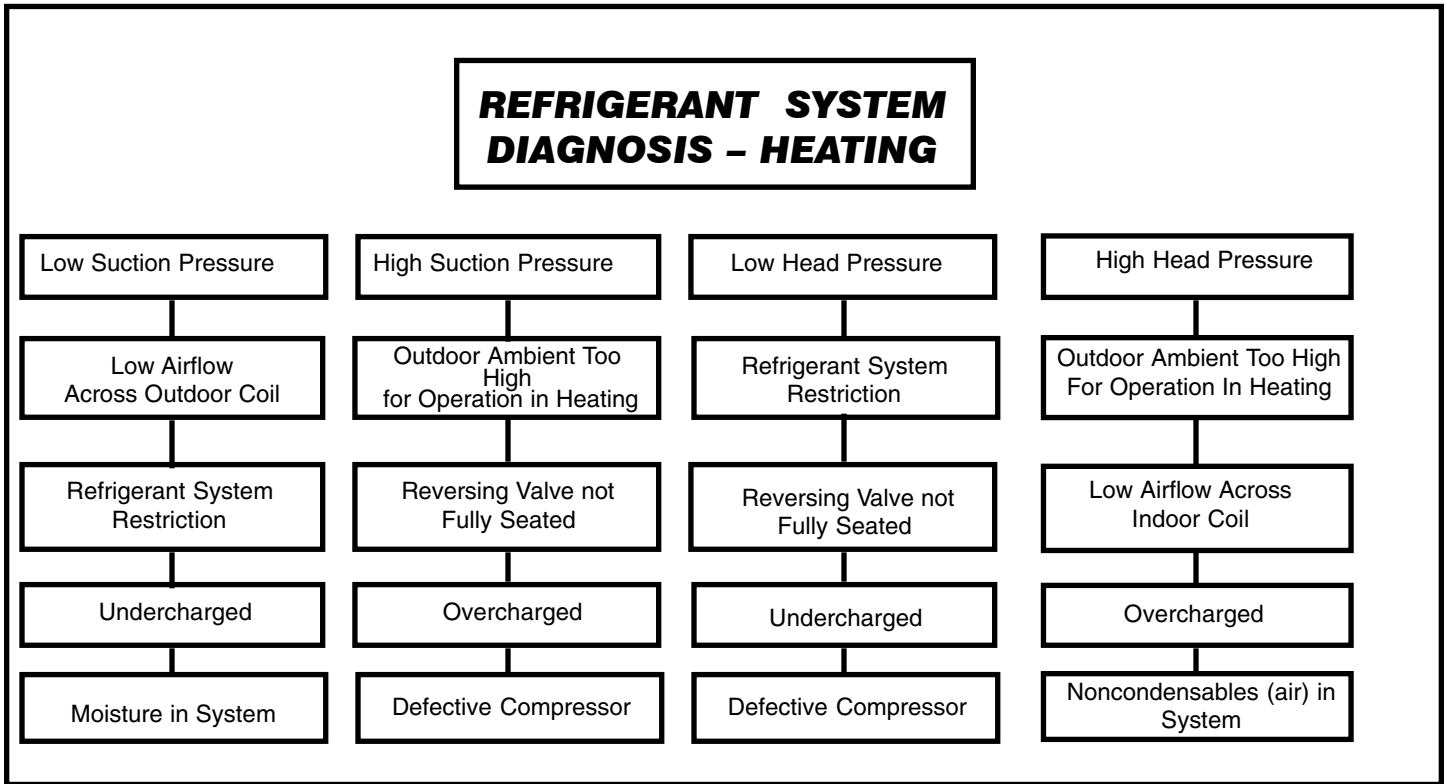 REFRIGERANT SYSTEM
DIAGNOSIS – HEATING
Low Suction Pressure
Low Airflow
Across Outdoor Coil
Refrigerant System
Restriction
Undercharged
Moisture in System
High Suction Pressure
Outdoor Ambient Too
High
for Operation in Heating
Reversing Valve not
Fully Seated
Overcharged
Defective Compressor
Low Head Pressure
Refrigerant System
Restriction
Reversing Valve not
Fully Seated
Undercharged
Defective Compressor
High Head Pressure
Outdoor Ambient Too High
For Operation In Heating
Low Airflow Across
Indoor Coil
Overcharged
Noncondensables (air) in
System